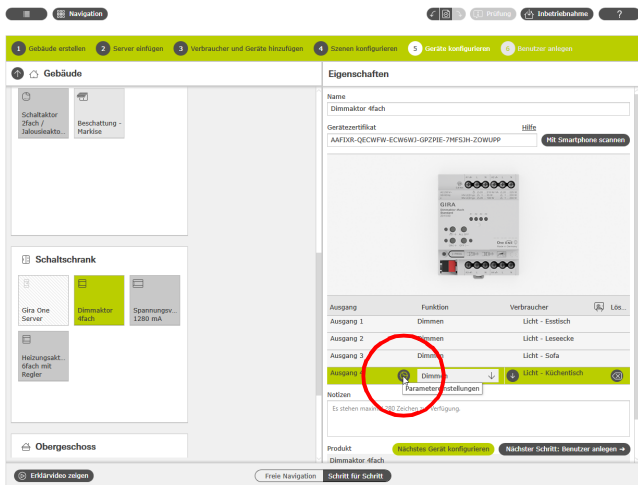 Navigation
Prüfung
Inbetriebnahme
?
1 Gebäude erstellen
2 Server einfügen
3 Verbraucher und Geräte hinzufügen
4 Szenen konfigurieren
5 Geräte konfigurieren
6 Benutzer anlegen
Gebäude
Schaltaktor
2fach /
Jalousieakto...
Beschattung -
Markise
Schaltschrank
Gira One
Server
Dimmaktor
4fach
Spannungsv...
1280 mA
Heizungsakt...
6fach mit
Regler
Obergeschoss
Eigenschaften
Name
Dimmaktor 4fach
Gerätezertifikat
Hilfe
AAFIXR-QECWFW-ECW6WJ-GPZPIE-7MFSJH-ZOWUPP
Mit Smartphone scannen
GIRA
Ausgang
Funktion
Verbraucher
Lös...
Ausgang 1
Dimmen
Licht - Esstisch
Ausgang 2
Dimmen
Licht - Leseecke
Ausgang 3
Dimmen
Licht - Sofa
Ausgang
Dimmen
Licht - Küchentisch
Parametereinstellungen
Notizen
Es stehen maximal 280 Zeichen zur Verfügung.
Produkt
Nächstes Gerät konfigurieren
Nächster Schritt: Benutzer anlegen
Dimmaktor 4fach
Erklärvideo zeigen
Freie Navigation
Schritt für Schritt